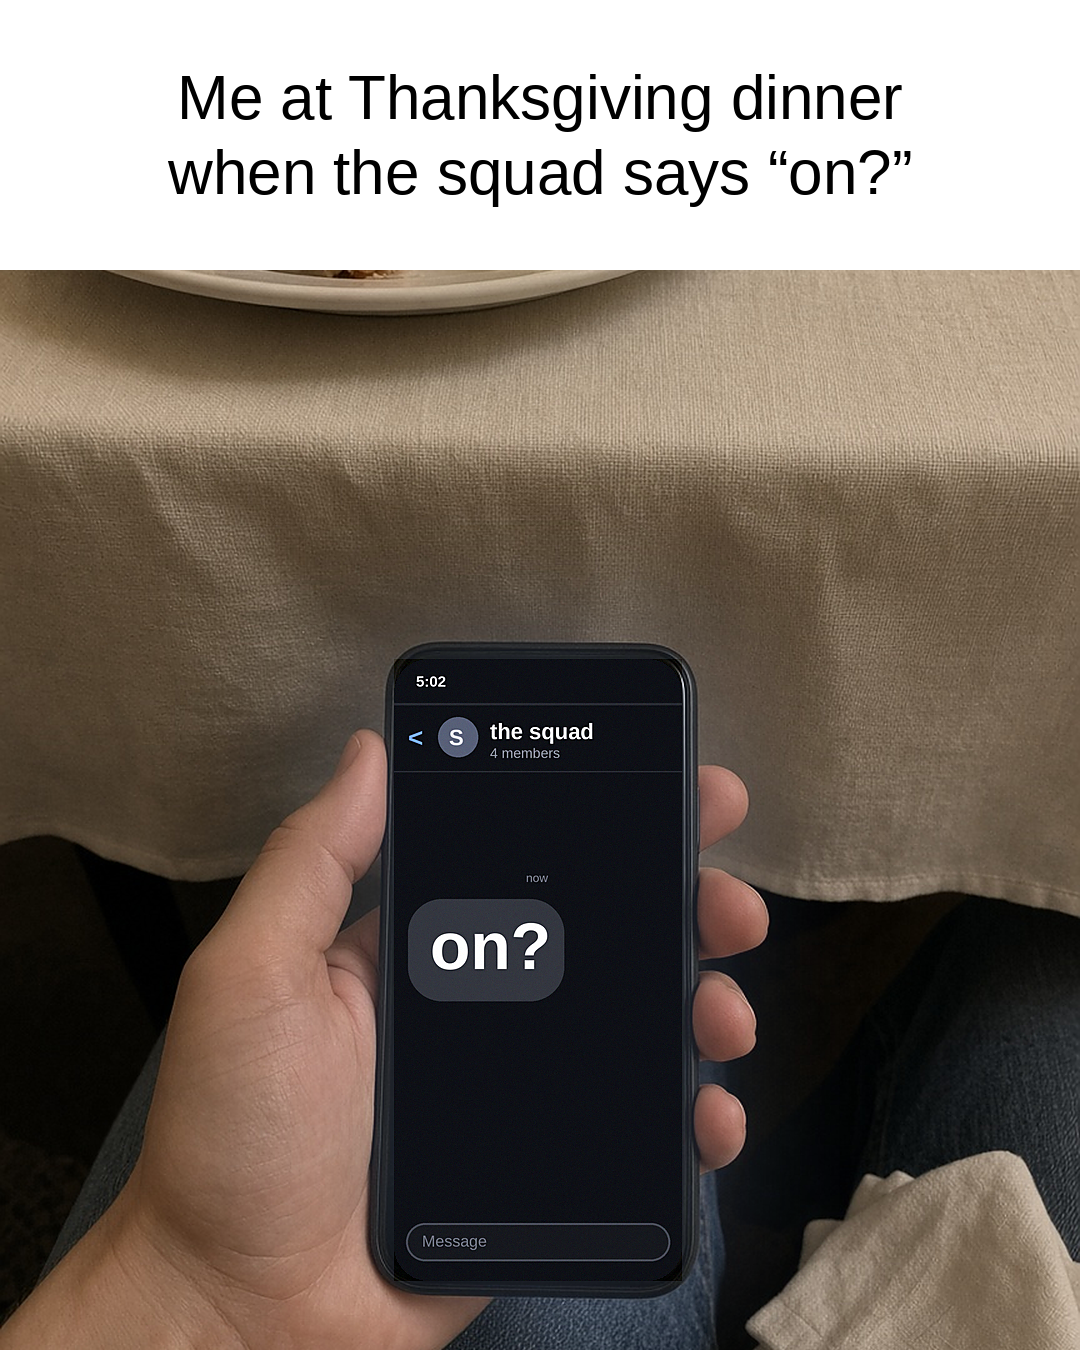 Me at Thanksgiving dinner
when the squad says “on?”
5:02
<
S
the squad
4 members
now
on?
Message